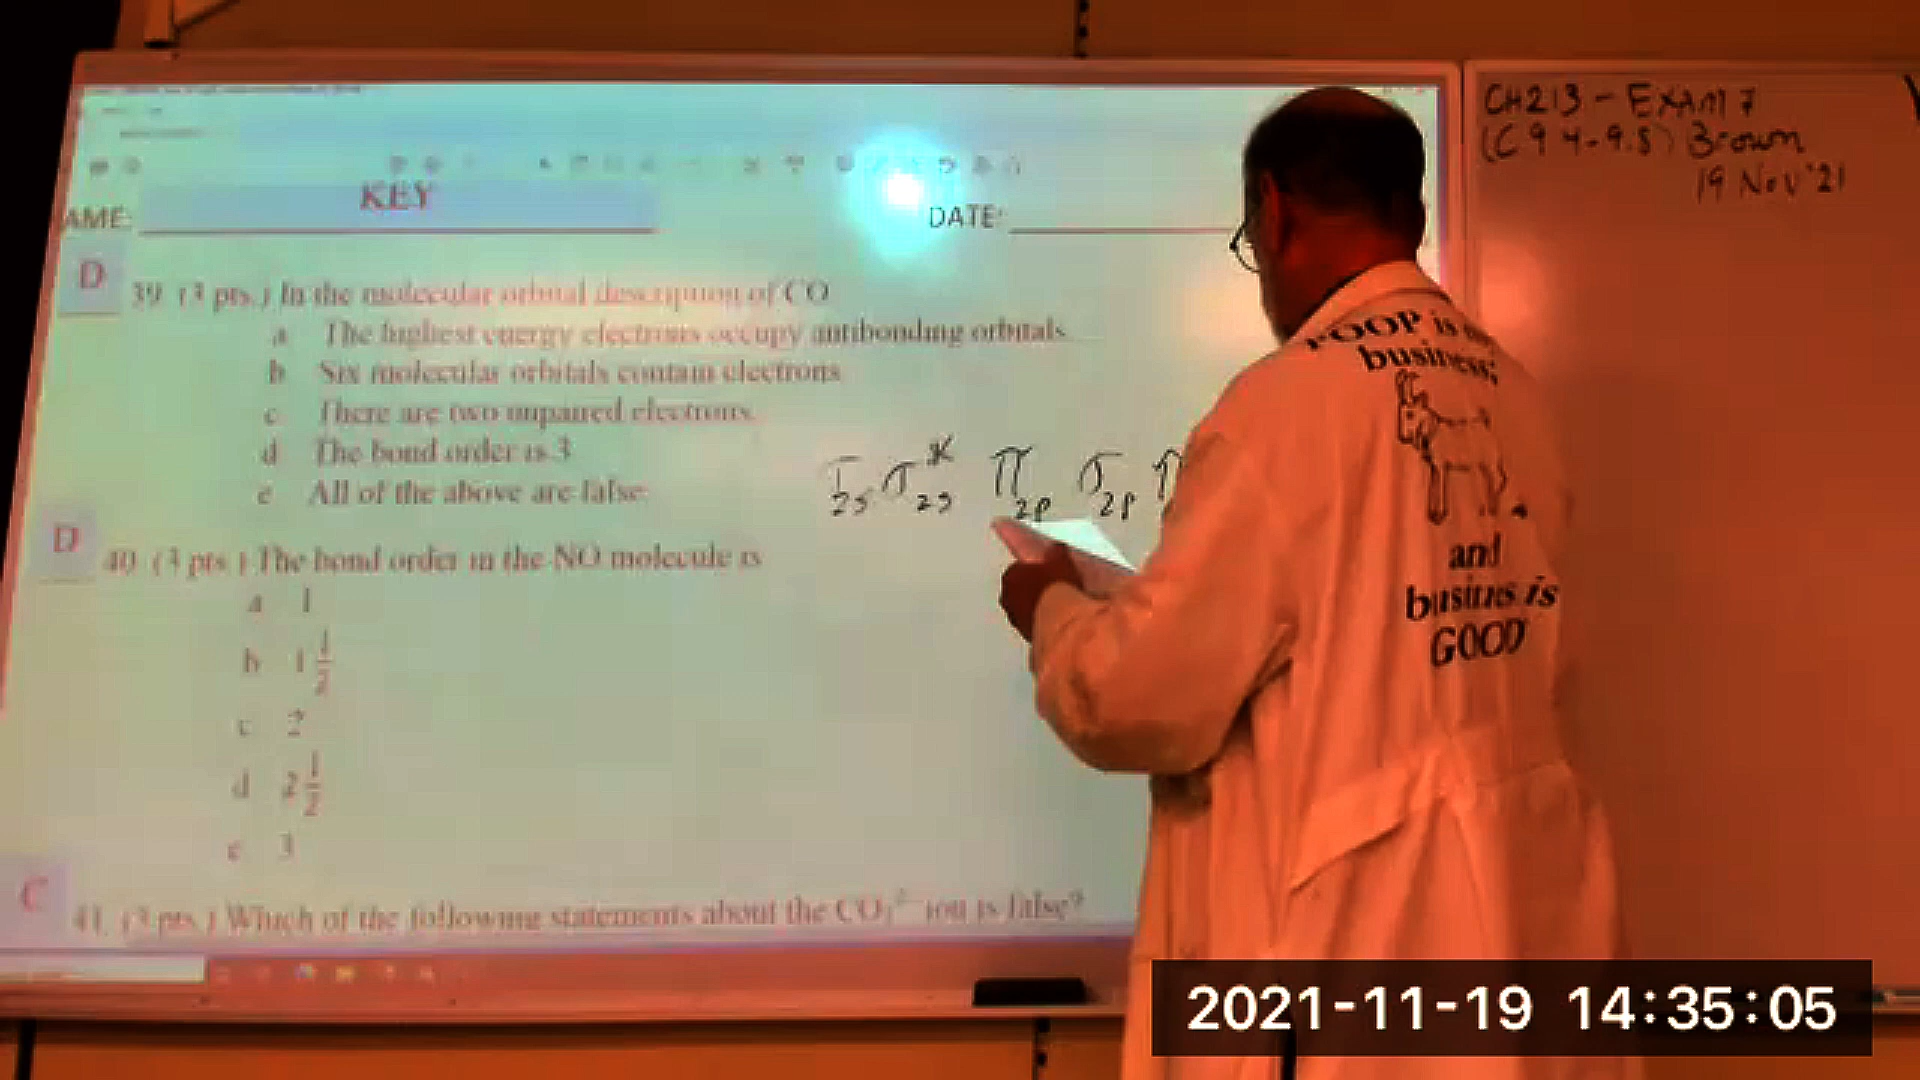 CH213 - EXAM 7
(C 9 4-9.8) Brown
19 Nov '21
KEY
AME:
DATE:
D
39. (3 pts.) In the molecular orbital description of CO
a The highest energy electrons occupy antibonding orbitals
b Six molecular orbitals contain electrons
c There are two unpaired electrons.
d The bond order is 3
e All of the above are false
σ2s σ*2s π2p σ2p π
D
40. (3 pts.) The bond order in the NO molecule is
a 1
b 1 1/2
c 2
d 2 1/2
e 3
C
41. (3 pts.) Which of the following statements about the CO3 2- ion is false?
POOP is
business;
and
busines is
GOOD
2021-11-19 14:35:05